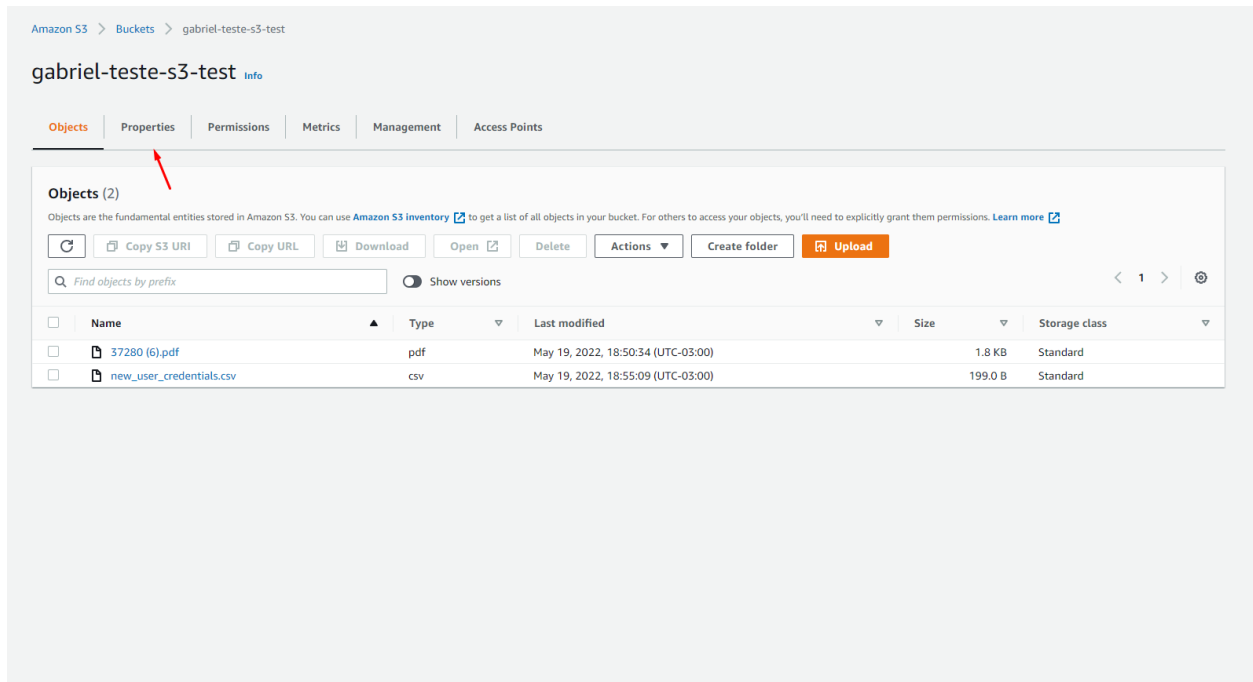 Amazon S3 > Buckets > gabriel-teste-s3-test
gabriel-teste-s3-test Info
Objects Properties Permissions Metrics Management Access Points
Objects (2)
Objects are the fundamental entities stored in Amazon S3. You can use Amazon S3 inventory to get a list of all objects in your bucket. For others to access your objects, you'll need to explicitly grant them permissions. Learn more
Copy S3 URI Copy URL Download Open Delete Actions Create folder Upload
Find objects by prefix Show versions 1
Name Type Last modified Size Storage class
37280 (6).pdf pdf May 19, 2022, 18:50:34 (UTC-03:00) 1.8 KB Standard
new_user_credentials.csv csv May 19, 2022, 18:55:09 (UTC-03:00) 199.0 B Standard